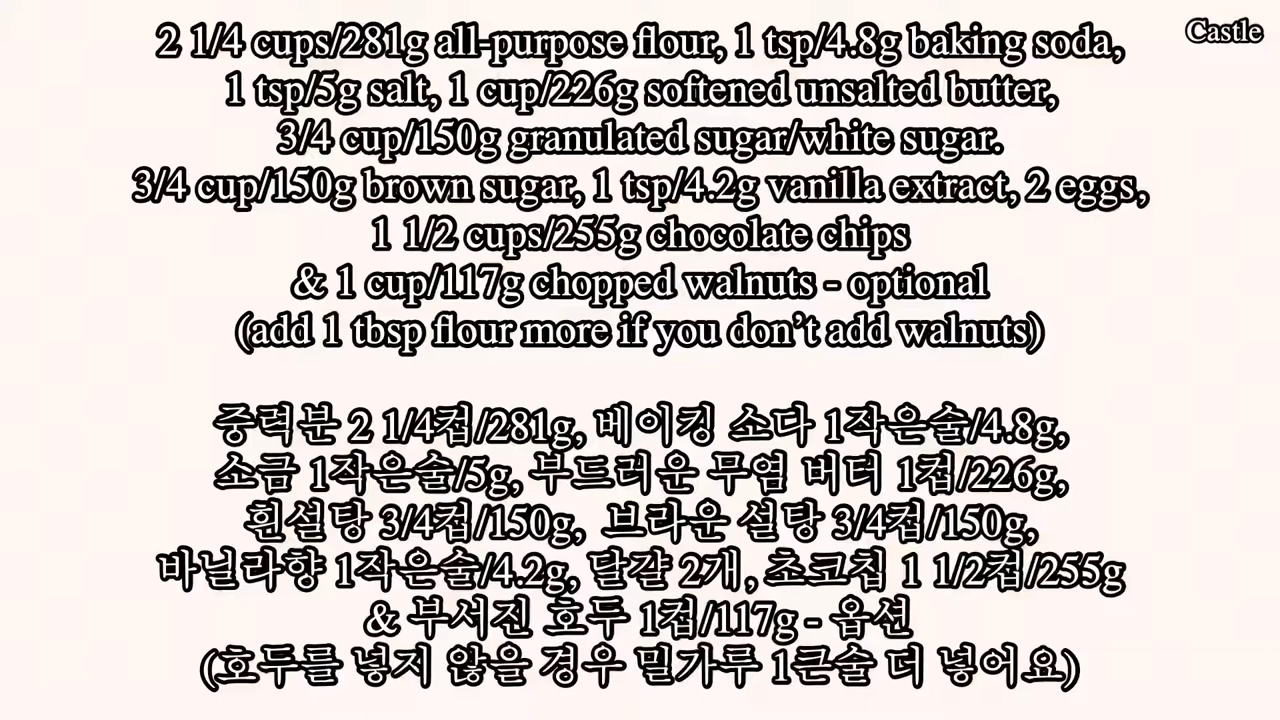 Castle
2 1/4 cups/281g all-purpose flour, 1 tsp/4.8g baking soda,
1 tsp/5g salt, 1 cup/226g softened unsalted butter,
3/4 cup/150g granulated sugar/white sugar.
3/4 cup/150g brown sugar, 1 tsp/4.2g vanilla extract, 2 eggs,
1 1/2 cups/255g chocolate chips
& 1 cup/117g chopped walnuts - optional
(add 1 tbsp flour more if you don’t add walnuts)
중력분 2 1/4컵/281g, 베이킹 소다 1작은술/4.8g,
소금 1작은술/5g, 부드러운 무염 버터 1컵/226g,
흰설탕 3/4컵/150g, 브라운 설탕 3/4컵/150g,
바닐라향 1작은술/4.2g, 달걀 2개, 초코칩 1 1/2컵/255g
& 부서진 호두 1컵/117g - 옵션
(호두를 넣지 않을 경우 밀가루 1큰술 더 넣어요)